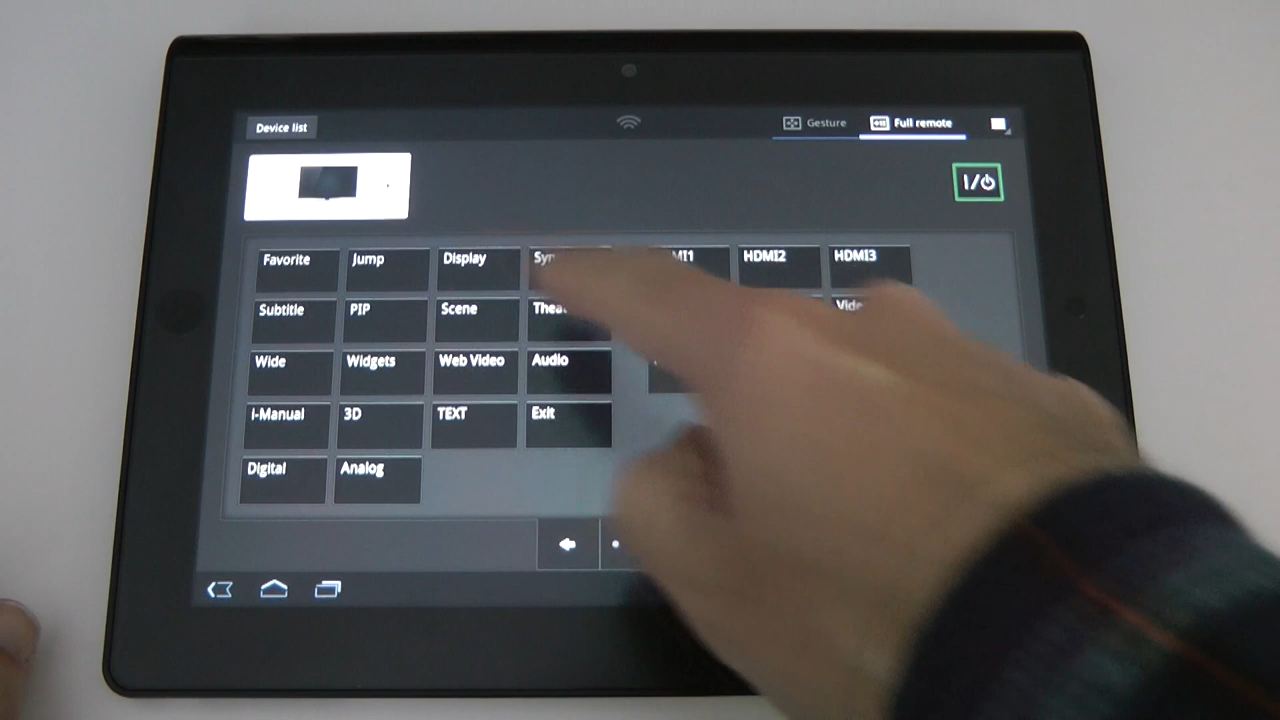 Device list
Gesture
Full remote
Favorite Jump Display HDMI2 HDMI3
Subtitle PIP Scene
Wide Widgets Web Video Audio
i-Manual 3D TEXT Exit
Digital Analog